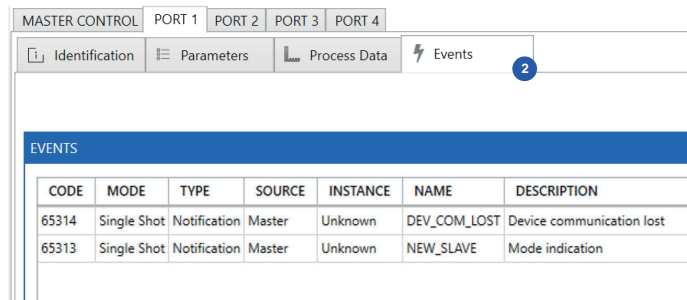 MASTER CONTROL PORT 1 PORT 2 PORT 3 PORT 4
Identification Parameters Process Data Events
2
EVENTS
CODE MODE TYPE SOURCE INSTANCE NAME DESCRIPTION
65314 Single Shot Notification Master Unknown DEV_COM_LOST Device communication lost
65313 Single Shot Notification Master Unknown NEW_SLAVE Mode indication